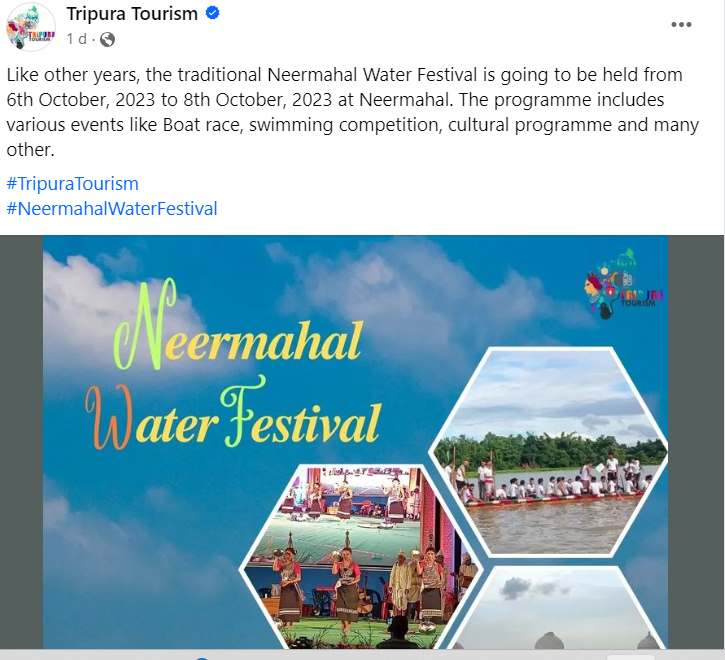 Tripura Tourism
1 d
Like other years, the traditional Neermahal Water Festival is going to be held from
6th October, 2023 to 8th October, 2023 at Neermahal. The programme includes
various events like Boat race, swimming competition, cultural programme and many
other.
#TripuraTourism
#NeermahalWaterFestival
TRIPURA
TOURISM
Neermahal
Water Festival